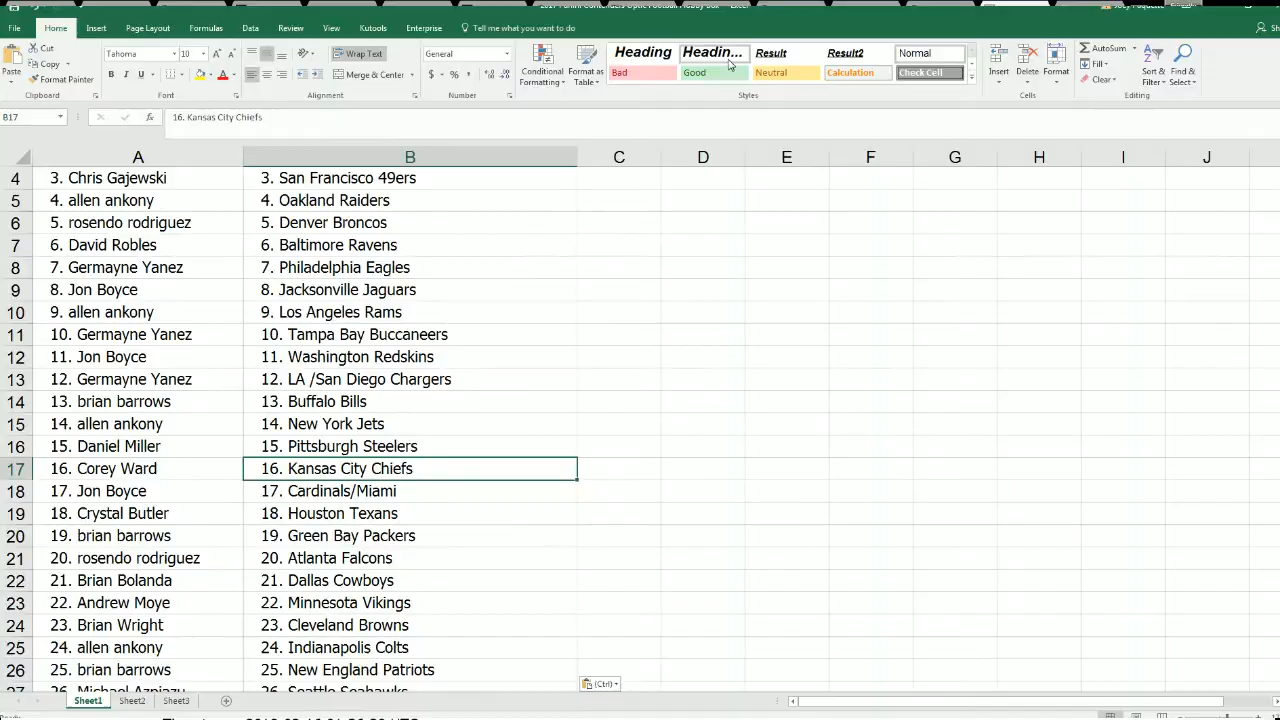 File Home Insert Page Layout Formulas Data Review View Kutools Enterprise Tell me what you want to do
Paste Cut Copy Format Painter Clipboard
Tahoma 10 B I U Font
Wrap Text Merge & Center Alignment
General $ % Number
Conditional Formatting Format as Table
Heading Headin... Result Result2 Normal
Bad Good Neutral Calculation Check Cell
Styles
Insert Delete Format Cells
AutoSum Fill Clear Sort & Filter Find & Select Editing
B17 fx 16. Kansas City Chiefs
A B C D E F G H I J
4 3. Chris Gajewski 3. San Francisco 49ers
5 4. allen ankony 4. Oakland Raiders
6 5. rosendo rodriguez 5. Denver Broncos
7 6. David Robles 6. Baltimore Ravens
8 7. Germayne Yanez 7. Philadelphia Eagles
9 8. Jon Boyce 8. Jacksonville Jaguars
10 9. allen ankony 9. Los Angeles Rams
11 10. Germayne Yanez 10. Tampa Bay Buccaneers
12 11. Jon Boyce 11. Washington Redskins
13 12. Germayne Yanez 12. LA /San Diego Chargers
14 13. brian barrows 13. Buffalo Bills
15 14. allen ankony 14. New York Jets
16 15. Daniel Miller 15. Pittsburgh Steelers
17 16. Corey Ward 16. Kansas City Chiefs
18 17. Jon Boyce 17. Cardinals/Miami
19 18. Crystal Butler 18. Houston Texans
20 19. brian barrows 19. Green Bay Packers
21 20. rosendo rodriguez 20. Atlanta Falcons
22 21. Brian Bolanda 21. Dallas Cowboys
23 22. Andrew Moye 22. Minnesota Vikings
24 23. Brian Wright 23. Cleveland Browns
25 24. allen ankony 24. Indianapolis Colts
26 25. brian barrows 25. New England Patriots
27 26. Michael 26. Seattle Seahawks
(Ctrl)
Sheet1 Sheet2 Sheet3